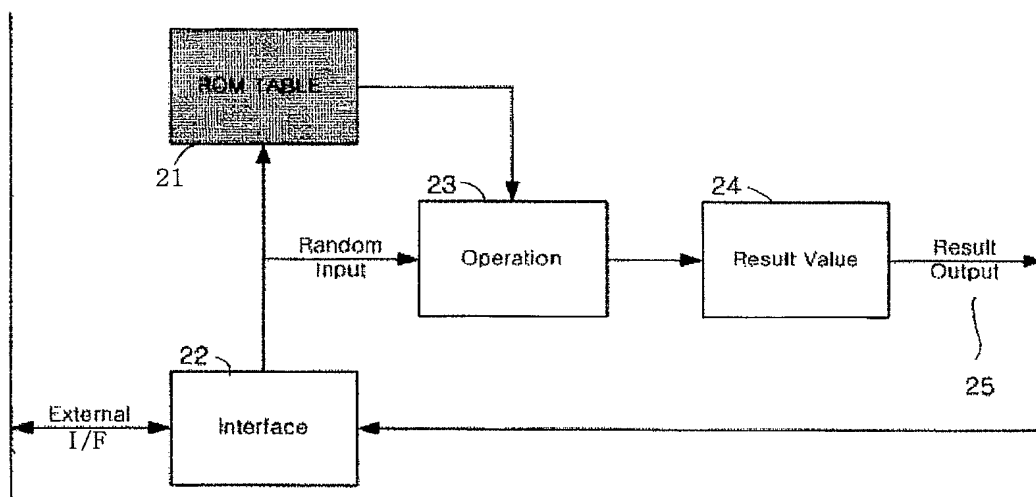 ROM TABLE
21
23
24
Random
Input
Operation
Result Value
Result
Output
22
25
External
I/F
Interface